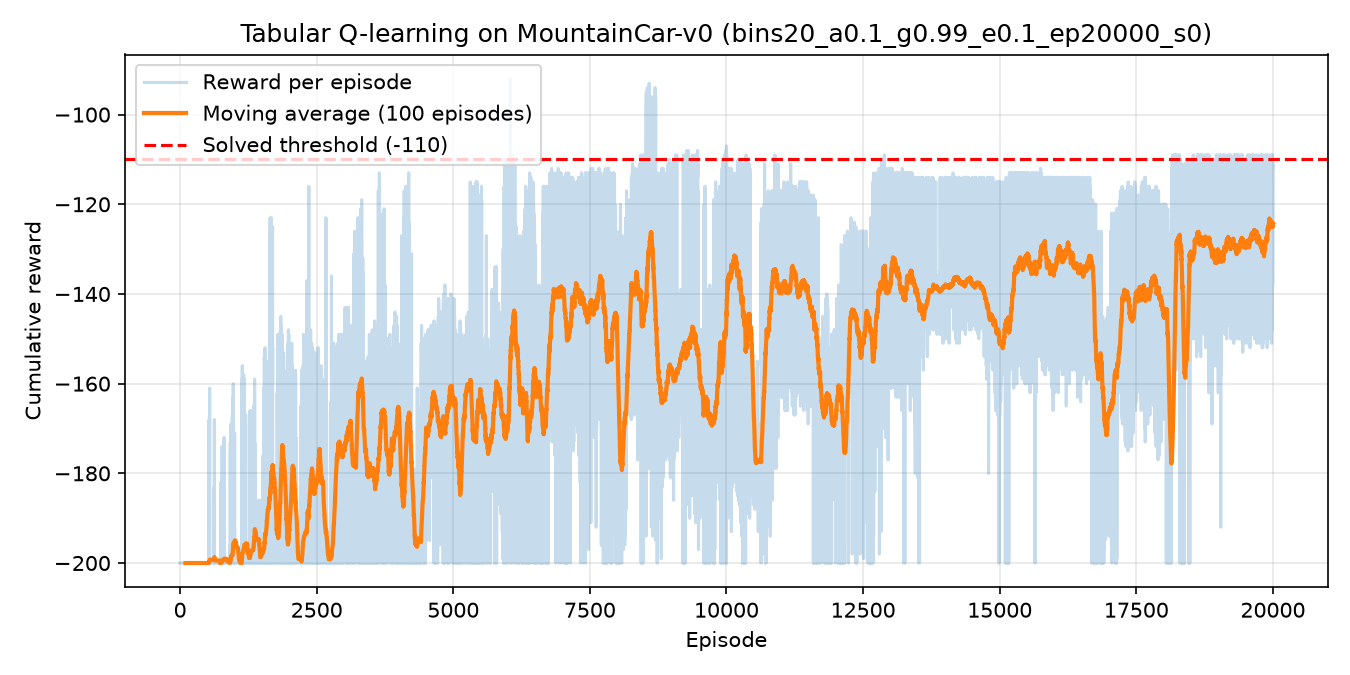 Tabular Q-learning on MountainCar-v0 (bins20_a0.1_g0.99_e0.1_ep20000_s0)
Reward per episode
Moving average (100 episodes)
Solved threshold (-110)
Cumulative reward
−100
−120
−140
−160
−180
−200
0 2500 5000 7500 10000 12500 15000 17500 20000
Episode